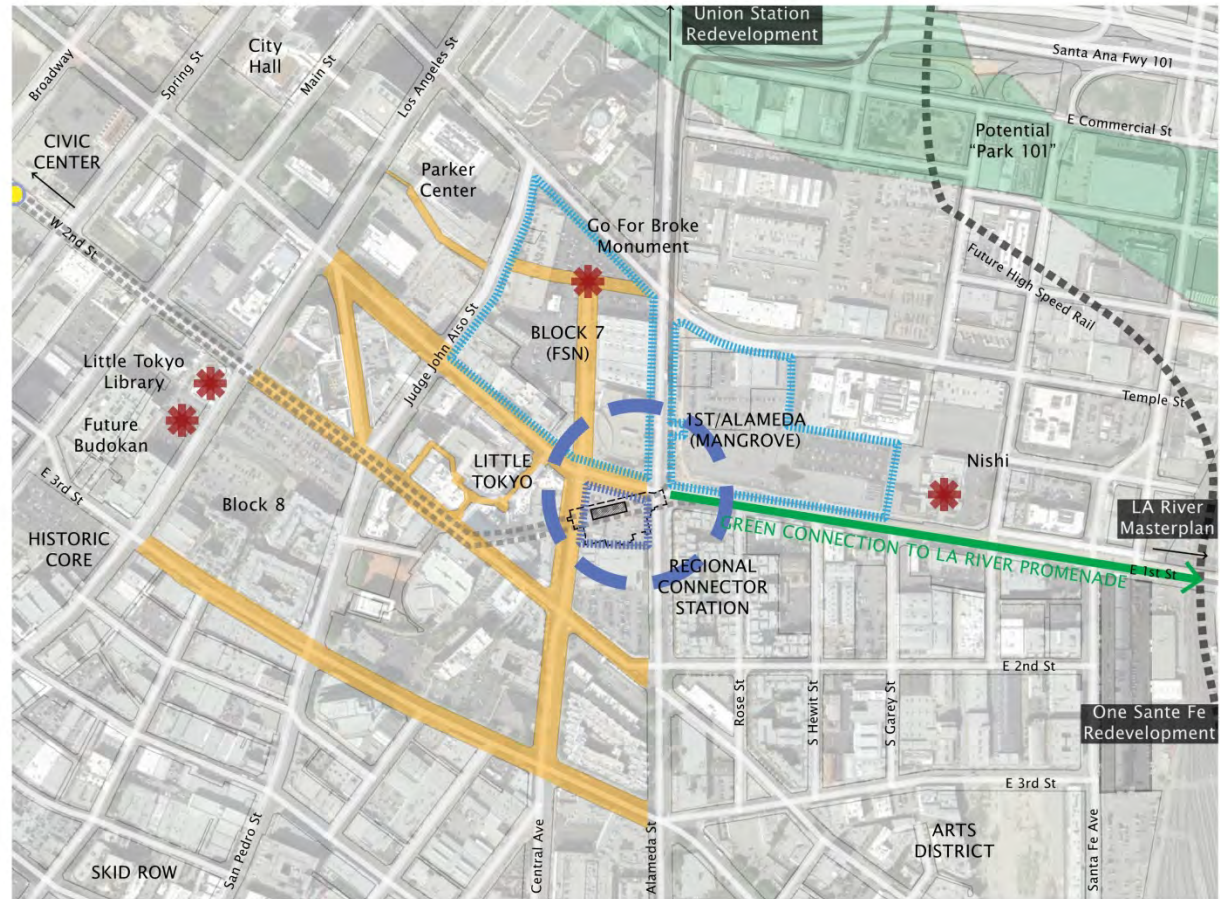 Union Station
Redevelopment
City
Hall
Broadway
Spring St
Main St
Los Angeles St
Santa Ana Fwy 101
E Commercial St
Potential
"Park 101"
CIVIC
CENTER
Parker
Center
Go For Broke
Monument
W 2nd St
Future High Speed Rail
BLOCK 7
(FSN)
Judge John Aiso St
Little Tokyo
Library
Temple St
1ST/ALAMEDA
(MANGROVE)
Future
Budokan
LITTLE
TOKYO
Nishi
E 3rd St
Block 8
LA River
Masterplan
HISTORIC
CORE
GREEN CONNECTION TO LA RIVER PROMENADE
E 1st St
REGIONAL
CONNECTOR
STATION
E 2nd St
Rose St
S Hewit St
S Garey St
One Sante Fe
Redevelopment
E 3rd St
San Pedro St
Central Ave
Alameda St
Santa Fe Ave
ARTS
DISTRICT
SKID ROW